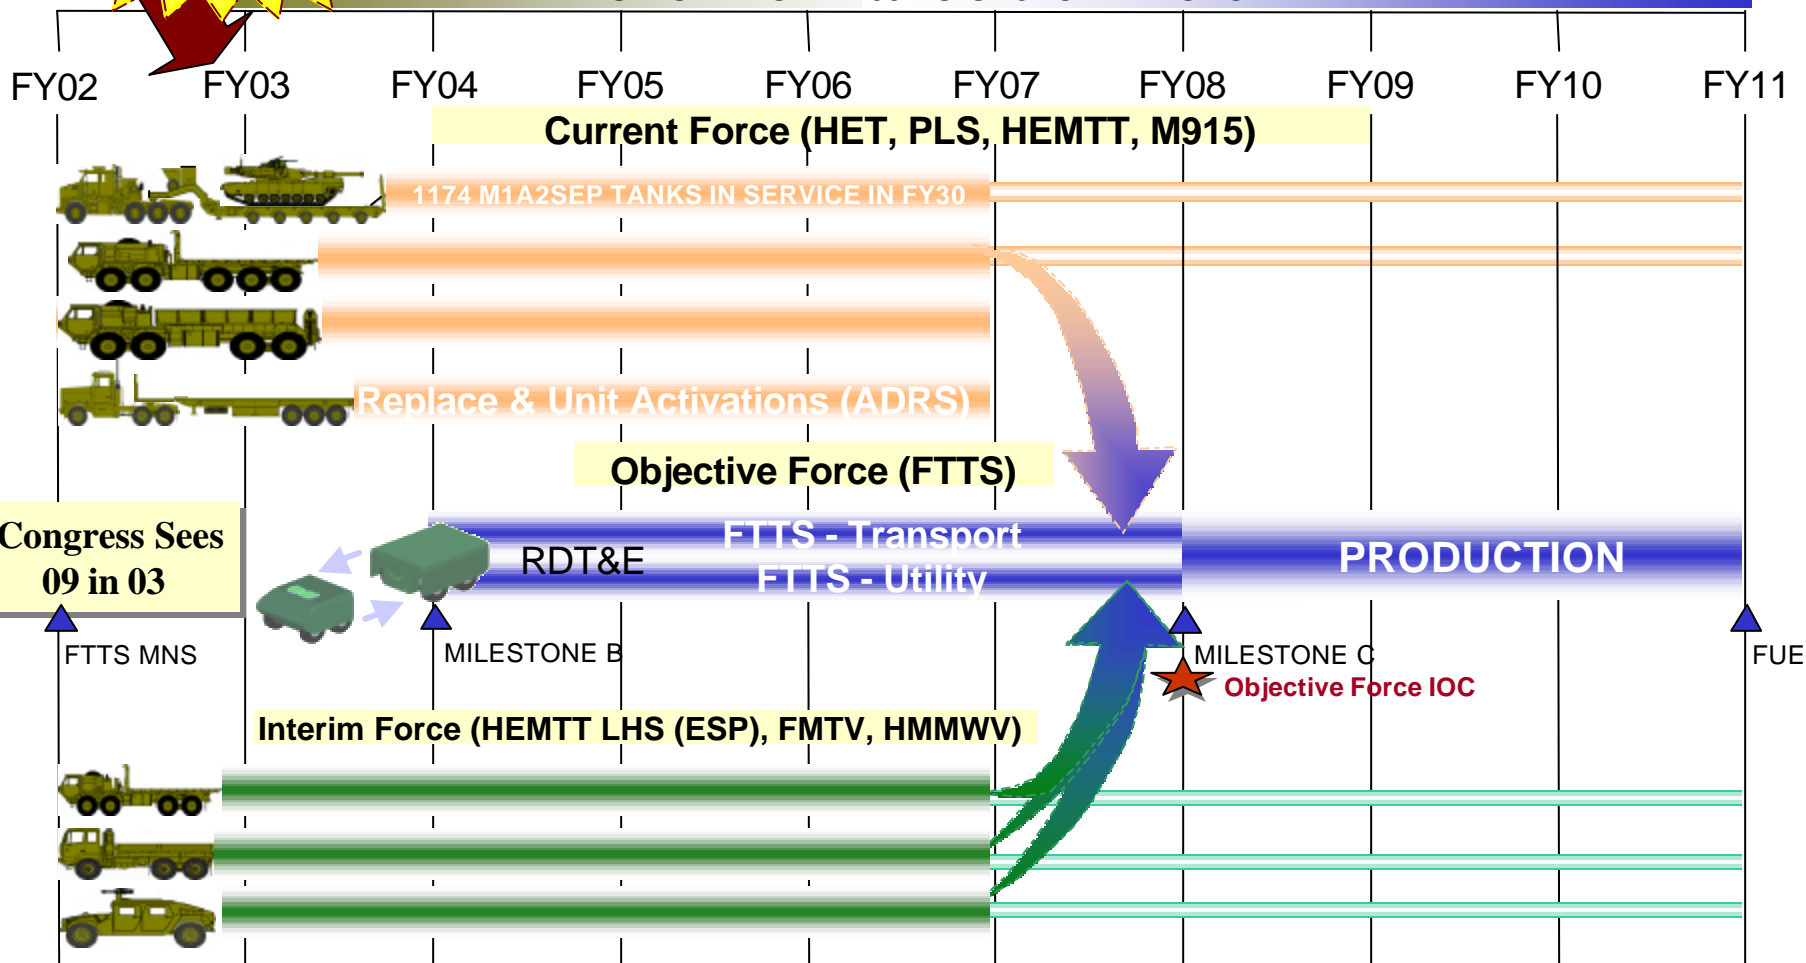 FY02 FY03 FY04 FY05 FY06 FY07 FY08 FY09 FY10 FY11
Current Force (HET, PLS, HEMTT, M915)
1174 M1A2SEP TANKS IN SERVICE IN FY30
Replace & Unit Activations (ADRS)
Objective Force (FTTS)
Congress Sees
09 in 03
RDT&E
FTTS - Transport
FTTS - Utility
PRODUCTION
FTTS MNS
MILESTONE B
MILESTONE C
FUE
Objective Force IOC
Interim Force (HEMTT LHS (ESP), FMTV, HMMWV)